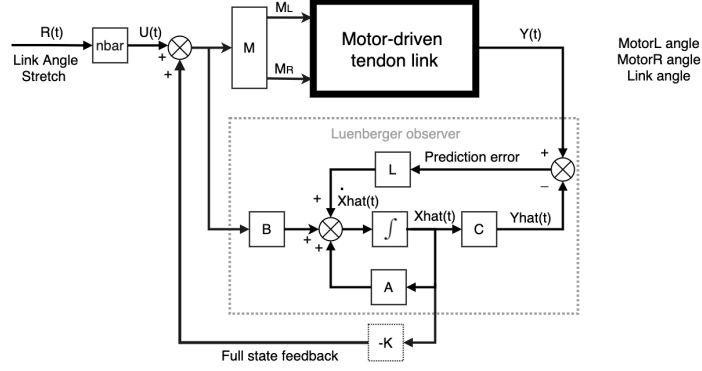 R(t)
Link Angle
Stretch
nbar
U(t)
+
+
M
ML
MR
Motor-driven
tendon link
Y(t)
MotorL angle
MotorR angle
Link angle
Luenberger observer
L
Prediction error
+
–
+
Ẋhat(t)
B
+
+
∫
Xhat(t)
C
Yhat(t)
A
-K
Full state feedback